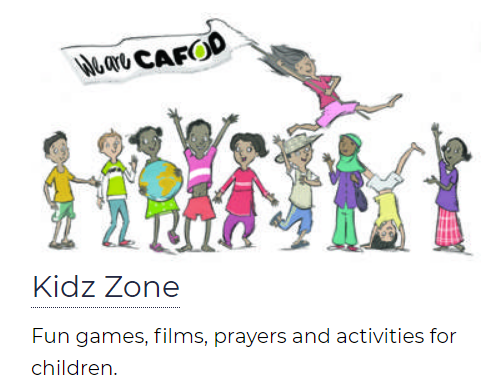 We are CAFOD
Kidz Zone
Fun games, films, prayers and activities for
children.